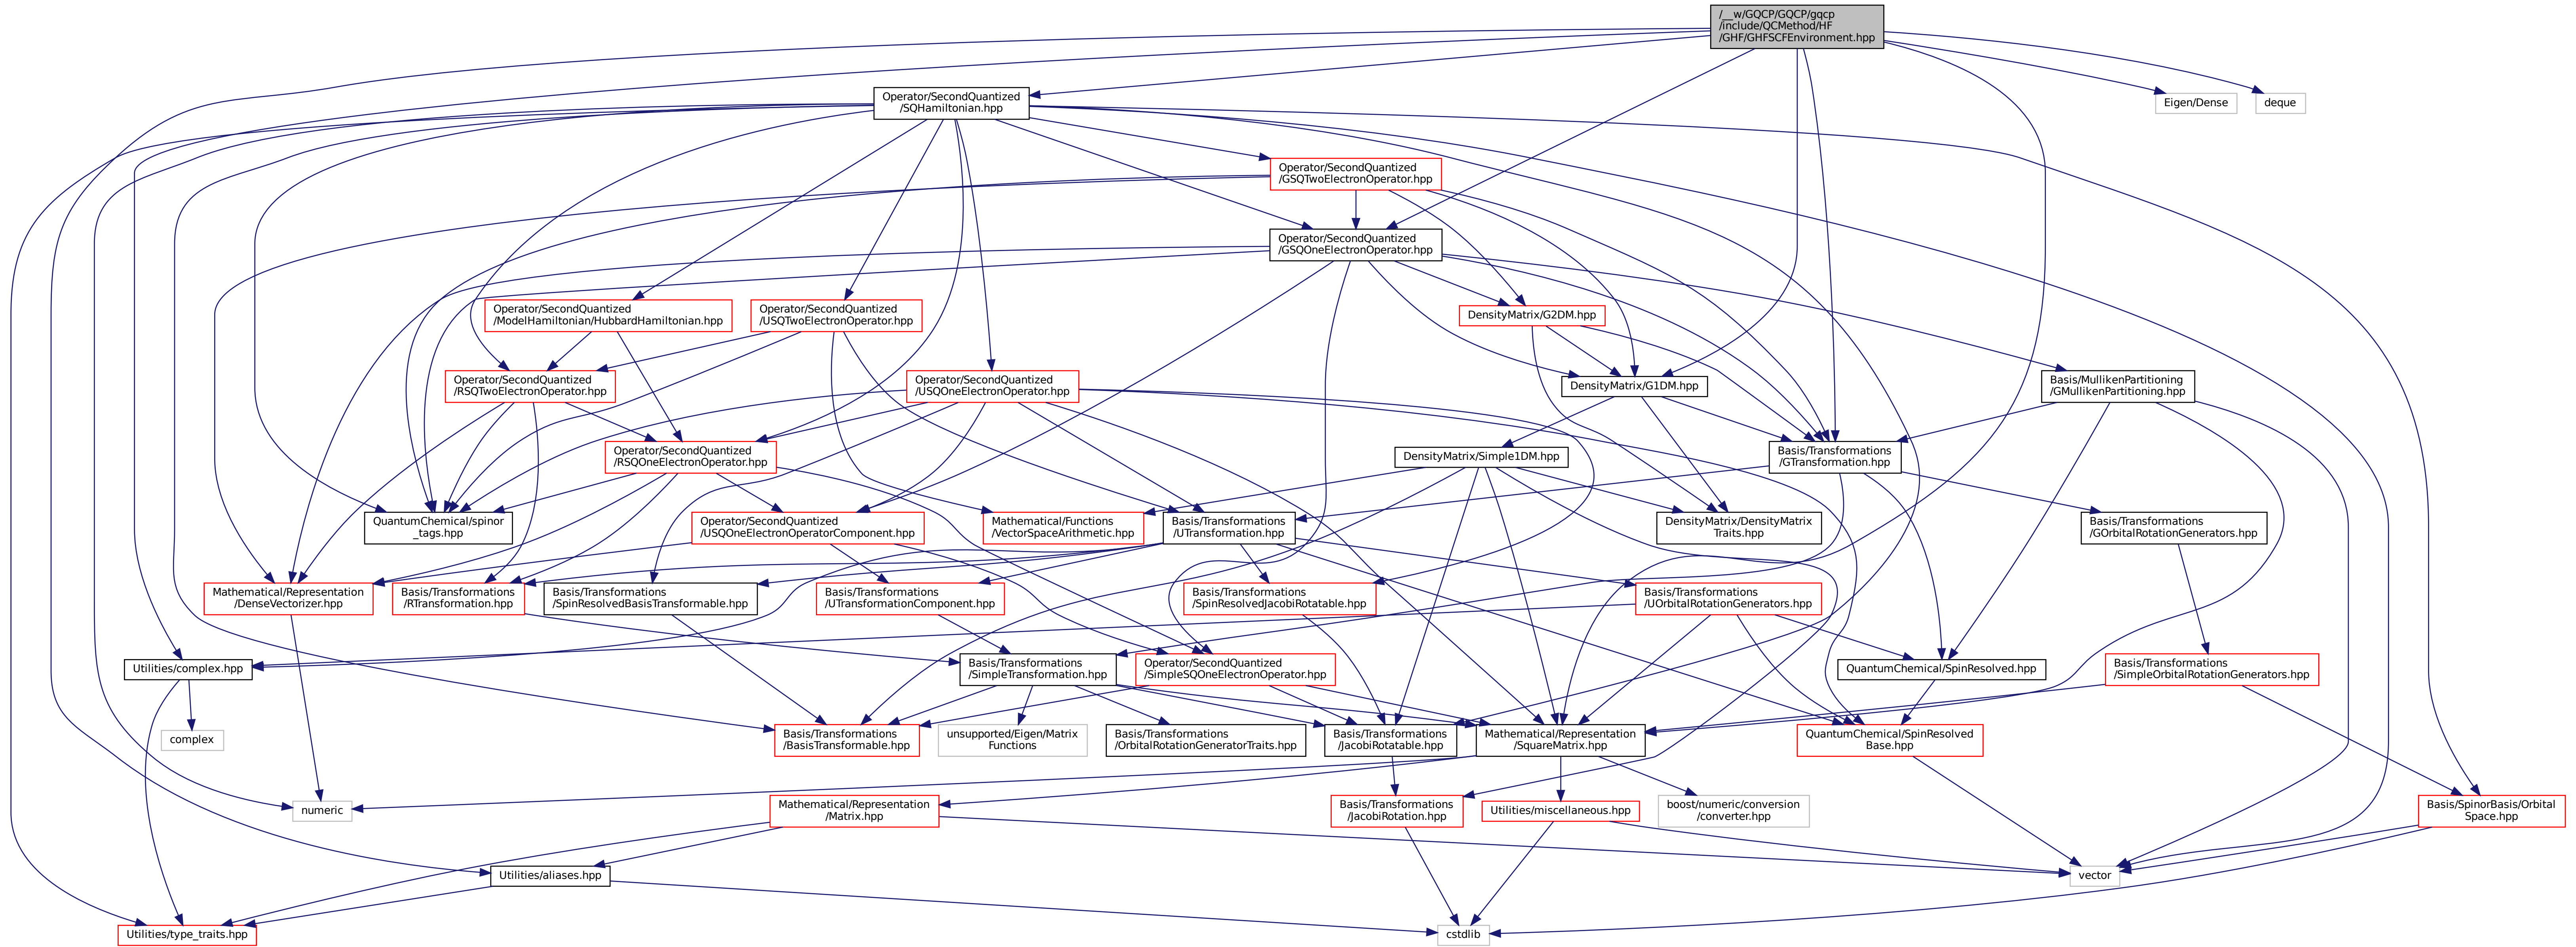 /__w/GQCP/GQCP/gqcp
/include/QCMethod/HF
/GHF/GHFSCFEnvironment.hpp
Operator/SecondQuantized
/SQHamiltonian.hpp
Eigen/Dense
deque
Operator/SecondQuantized
/GSQTwoElectronOperator.hpp
Operator/SecondQuantized
/GSQOneElectronOperator.hpp
Operator/SecondQuantized
/ModelHamiltonian/HubbardHamiltonian.hpp
Operator/SecondQuantized
/USQTwoElectronOperator.hpp
DensityMatrix/G2DM.hpp
Operator/SecondQuantized
/RSQTwoElectronOperator.hpp
Operator/SecondQuantized
/USQOneElectronOperator.hpp
DensityMatrix/G1DM.hpp
Basis/MullikenPartitioning
/GMullikenPartitioning.hpp
Operator/SecondQuantized
/RSQOneElectronOperator.hpp
DensityMatrix/Simple1DM.hpp
Basis/Transformations
/GTransformation.hpp
QuantumChemical/spinor
_tags.hpp
Operator/SecondQuantized
/USQOneElectronOperatorComponent.hpp
Mathematical/Functions
/VectorSpaceArithmetic.hpp
Basis/Transformations
/UTransformation.hpp
DensityMatrix/DensityMatrix
Traits.hpp
Basis/Transformations
/GOrbitalRotationGenerators.hpp
Mathematical/Representation
/DenseVectorizer.hpp
Basis/Transformations
/RTransformation.hpp
Basis/Transformations
/SpinResolvedBasisTransformable.hpp
Basis/Transformations
/UTransformationComponent.hpp
Basis/Transformations
/SpinResolvedJacobiRotatable.hpp
Basis/Transformations
/UOrbitalRotationGenerators.hpp
Utilities/complex.hpp
Basis/Transformations
/SimpleTransformation.hpp
Operator/SecondQuantized
/SimpleSQOneElectronOperator.hpp
QuantumChemical/SpinResolved.hpp
Basis/Transformations
/SimpleOrbitalRotationGenerators.hpp
complex
Basis/Transformations
/BasisTransformable.hpp
unsupported/Eigen/Matrix
Functions
Basis/Transformations
/OrbitalRotationGeneratorTraits.hpp
Basis/Transformations
/JacobiRotatable.hpp
Mathematical/Representation
/SquareMatrix.hpp
QuantumChemical/SpinResolved
Base.hpp
numeric
Mathematical/Representation
/Matrix.hpp
Basis/Transformations
/JacobiRotation.hpp
Utilities/miscellaneous.hpp
boost/numeric/conversion
/converter.hpp
Basis/SpinorBasis/Orbital
Space.hpp
Utilities/aliases.hpp
vector
Utilities/type_traits.hpp
cstdlib